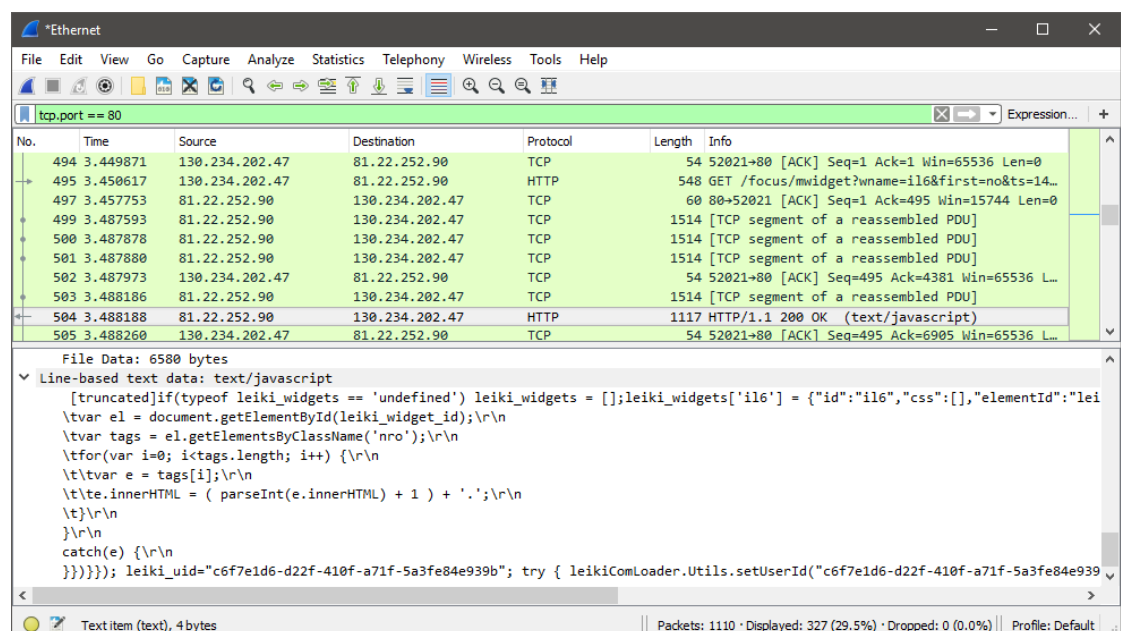 *Ethernet
File Edit View Go Capture Analyze Statistics Telephony Wireless Tools Help
tcp.port == 80 Expression... +
No. Time Source Destination Protocol Length Info
494 3.449871 130.234.202.47 81.22.252.90 TCP 54 52021→80 [ACK] Seq=1 Ack=1 Win=65536 Len=0
495 3.450617 130.234.202.47 81.22.252.90 HTTP 548 GET /focus/mwidget?wname=il6&first=no&ts=14…
497 3.457753 81.22.252.90 130.234.202.47 TCP 60 80→52021 [ACK] Seq=1 Ack=495 Win=15744 Len=0
499 3.487593 81.22.252.90 130.234.202.47 TCP 1514 [TCP segment of a reassembled PDU]
500 3.487878 81.22.252.90 130.234.202.47 TCP 1514 [TCP segment of a reassembled PDU]
501 3.487880 81.22.252.90 130.234.202.47 TCP 1514 [TCP segment of a reassembled PDU]
502 3.487973 130.234.202.47 81.22.252.90 TCP 54 52021→80 [ACK] Seq=495 Ack=4381 Win=65536 L…
503 3.488186 81.22.252.90 130.234.202.47 TCP 1514 [TCP segment of a reassembled PDU]
504 3.488188 81.22.252.90 130.234.202.47 HTTP 1117 HTTP/1.1 200 OK (text/javascript)
505 3.488260 130.234.202.47 81.22.252.90 TCP 54 52021→80 [ACK] Seq=495 Ack=6905 Win=65536 L…
File Data: 6580 bytes
Line-based text data: text/javascript
[truncated]if(typeof leiki_widgets == 'undefined') leiki_widgets = [];leiki_widgets['il6'] = {"id":"il6","css":[],"elementId":"lei
\tvar el = document.getElementById(leiki_widget_id);\r\n
\tvar tags = el.getElementsByClassName('nro');\r\n
\tfor(var i=0; i<tags.length; i++) {\r\n
\t\tvar e = tags[i];\r\n
\t\te.innerHTML = ( parseInt(e.innerHTML) + 1 ) + '.';\r\n
\t}\r\n
}\r\n
catch(e) {\r\n
}})}}); leiki_uid="c6f7e1d6-d22f-410f-a71f-5a3fe84e939b"; try { leikiComLoader.Utils.setUserId("c6f7e1d6-d22f-410f-a71f-5a3fe84e939
Text item (text), 4 bytes Packets: 1110 · Displayed: 327 (29.5%) · Dropped: 0 (0.0%) Profile: Default